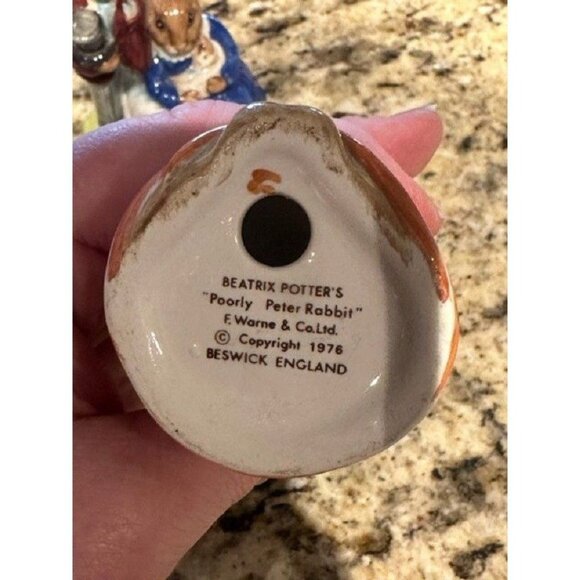 BEATRIX POTTER'S
"Poorly Peter Rabbit"
F. Warne & Co. Ltd.
© Copyright 1976
BESWICK ENGLAND